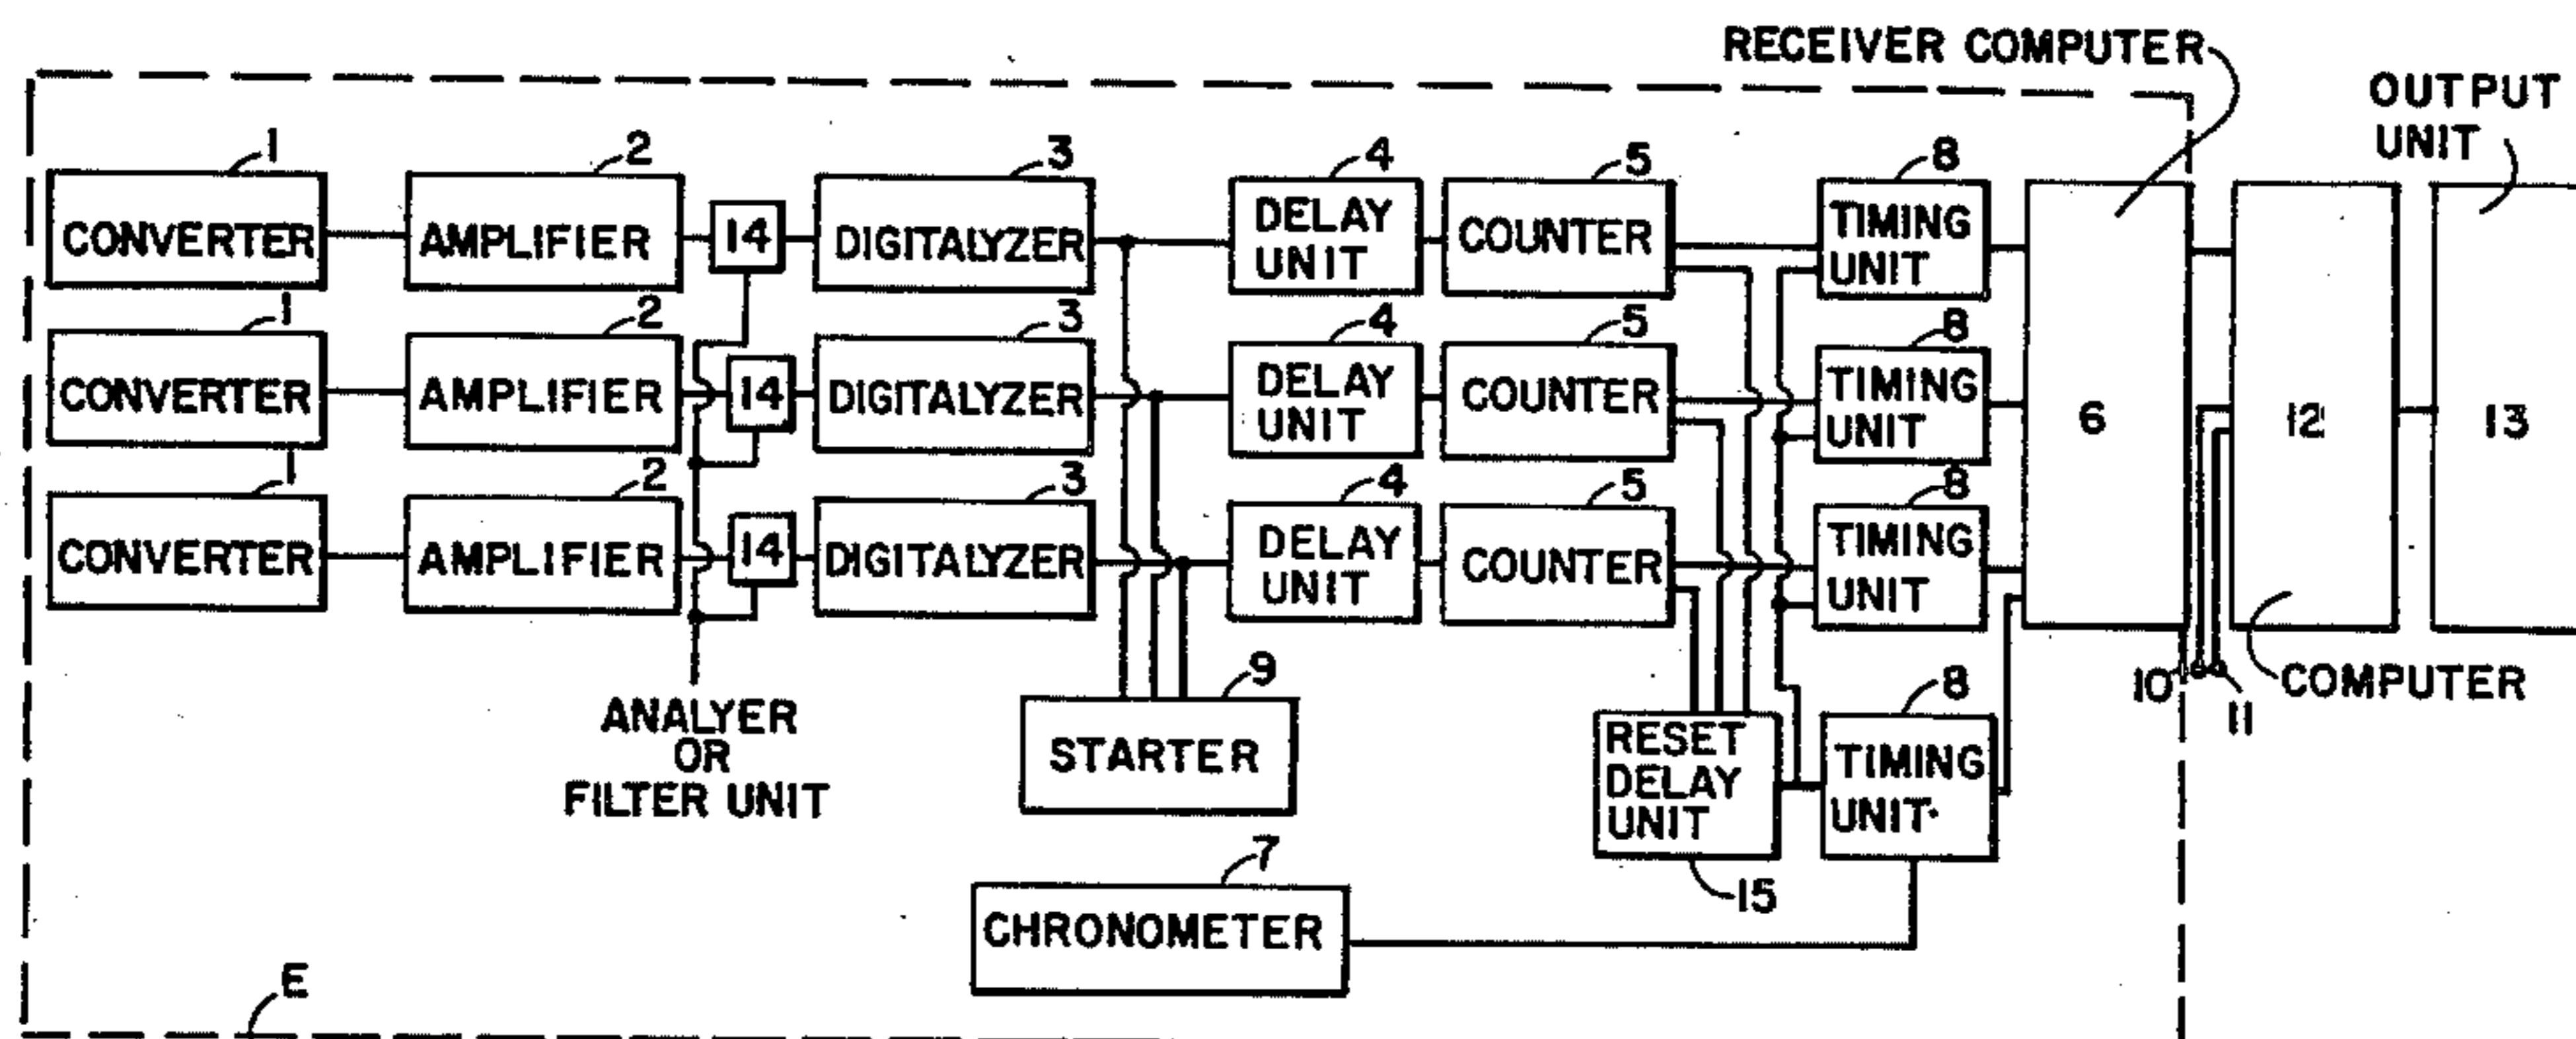 RECEIVER COMPUTER
OUTPUT
UNIT
1 2 3 4 5 8
CONVERTER AMPLIFIER 14 DIGITALYZER DELAY UNIT COUNTER TIMING UNIT
1 2 3 4 5 8
CONVERTER AMPLIFIER 14 DIGITALYZER DELAY UNIT COUNTER TIMING UNIT 6 12 13
1 2 3 4 5 8
CONVERTER AMPLIFIER 14 DIGITALYZER DELAY UNIT COUNTER TIMING UNIT
1
10 11 COMPUTER
ANALYER
OR
FILTER UNIT
9
STARTER
RESET
DELAY
UNIT
15
8
TIMING
UNIT
7
CHRONOMETER
E